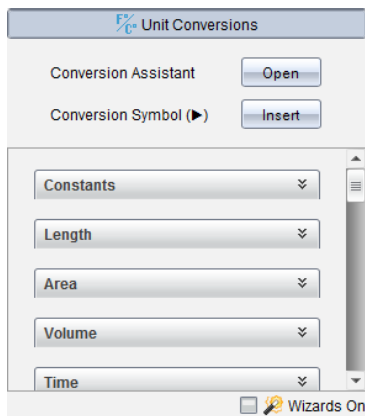 F°/C° Unit Conversions
Conversion Assistant Open
Conversion Symbol (▶) Insert
Constants
Length
Area
Volume
Time
Wizards On